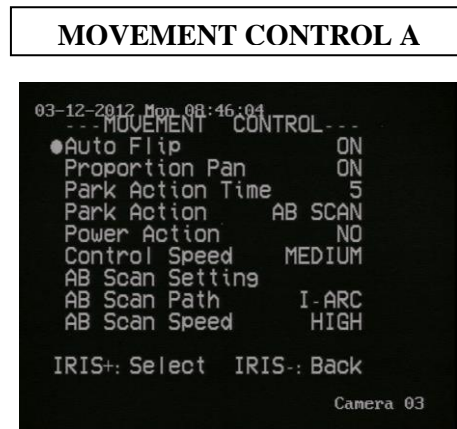 MOVEMENT CONTROL A
03-12-2012 Mon 08:46:04
---MOVEMENT CONTROL---
●Auto Flip ON
Proportion Pan ON
Park Action Time 5
Park Action AB SCAN
Power Action NO
Control Speed MEDIUM
AB Scan Setting
AB Scan Path I-ARC
AB Scan Speed HIGH
IRIS+: Select IRIS-: Back
Camera 03